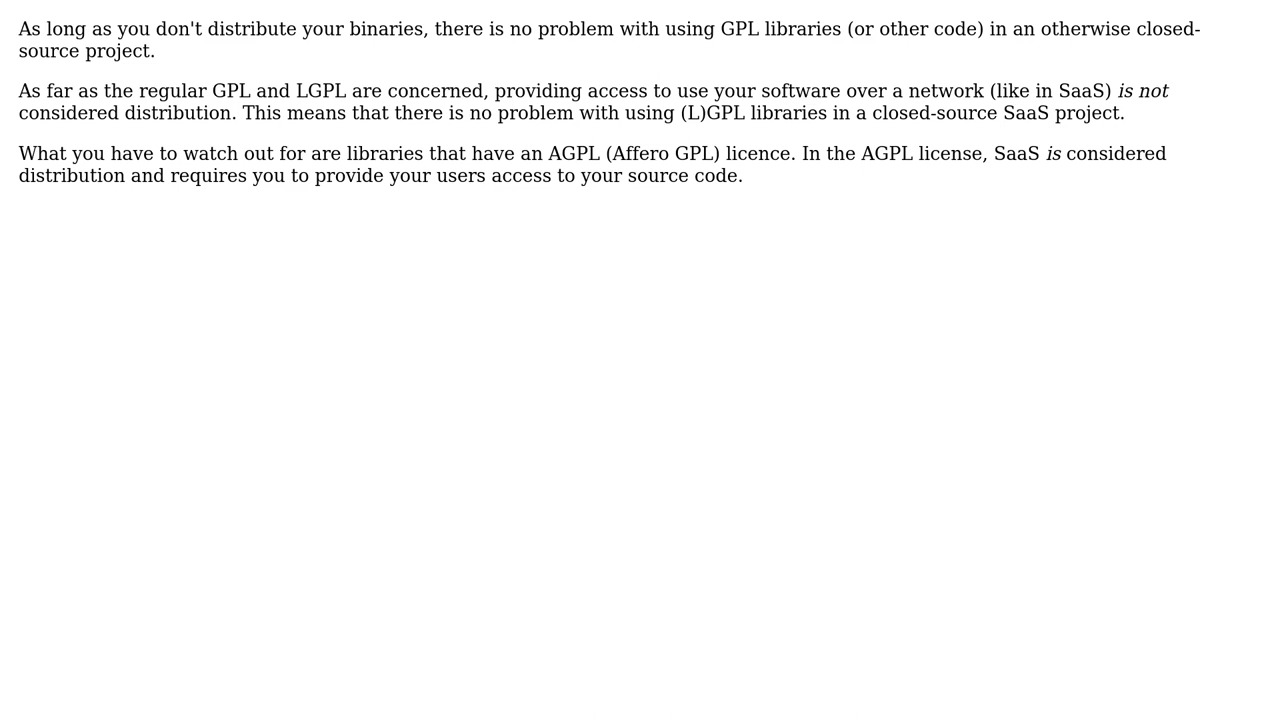 As long as you don't distribute your binaries, there is no problem with using GPL libraries (or other code) in an otherwise closed-
source project.
As far as the regular GPL and LGPL are concerned, providing access to use your software over a network (like in SaaS) is not
considered distribution. This means that there is no problem with using (L)GPL libraries in a closed-source SaaS project.
What you have to watch out for are libraries that have an AGPL (Affero GPL) licence. In the AGPL license, SaaS is considered
distribution and requires you to provide your users access to your source code.